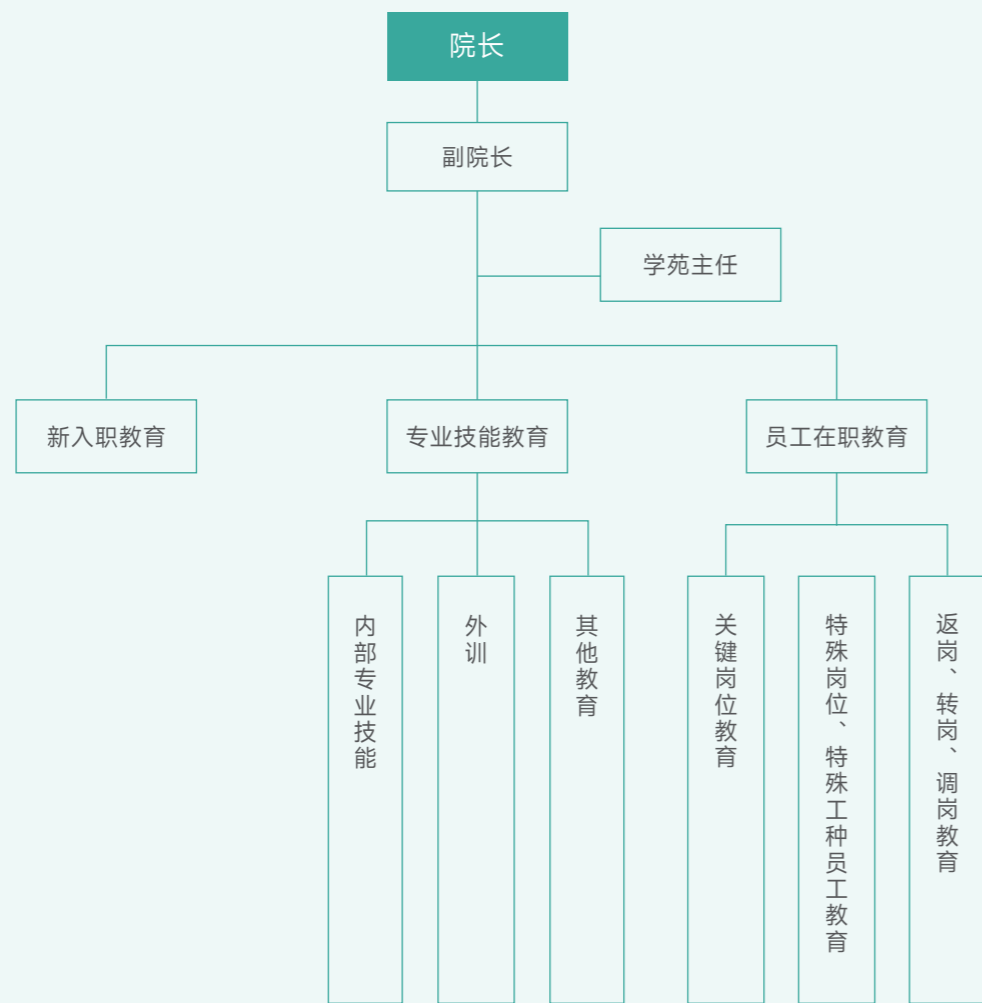 院长
副院长
学苑主任
新入职教育
专业技能教育
员工在职教育
内部专业技能
外训
其他教育
关键岗位教育
特殊岗位、特殊工种员工教育
返岗、转岗、调岗教育